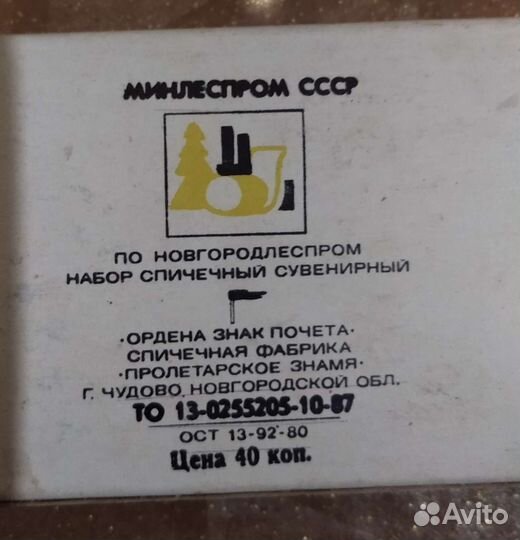 МИНЛЕСПРОМ СССР
ПО НОВГОРОДЛЕСПРОМ
НАБОР СПИЧЕЧНЫЙ СУВЕНИРНЫЙ
·ОРДЕНА ЗНАК ПОЧЕТА·
СПИЧЕЧНАЯ ФАБРИКА
·ПРОЛЕТАРСКОЕ ЗНАМЯ·
Г. ЧУДОВО, НОВГОРОДСКОЙ ОБЛ.
ТО 13-0255205-10-87
ОСТ 13-92-80
Цена 40 коп.
Avito